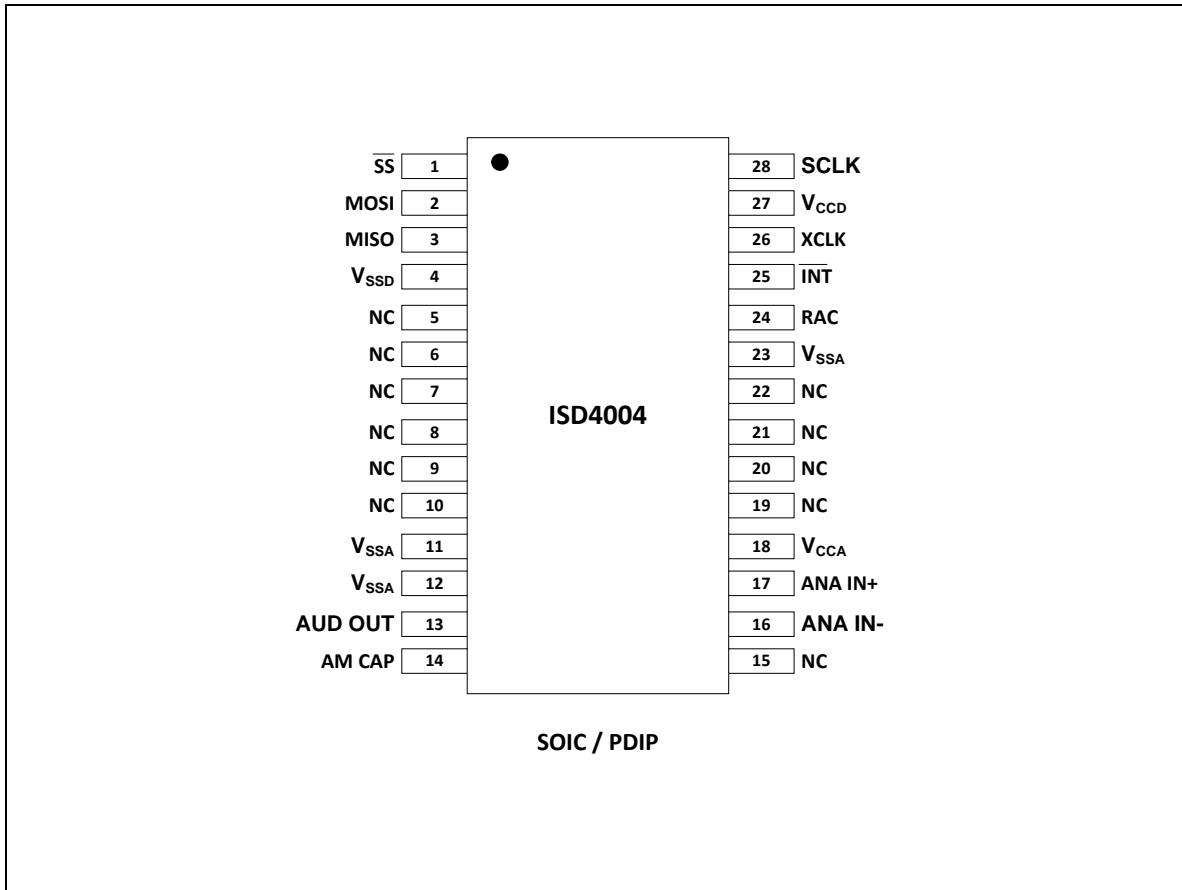 SS 1 28 SCLK
MOSI 2 27 VCCD
MISO 3 26 XCLK
VSSD 4 25 INT
NC 5 24 RAC
NC 6 23 VSSA
NC 7 22 NC
ISD4004
NC 8 21 NC
NC 9 20 NC
NC 10 19 NC
VSSA 11 18 VCCA
VSSA 12 17 ANA IN+
AUD OUT 13 16 ANA IN-
AM CAP 14 15 NC
SOIC / PDIP